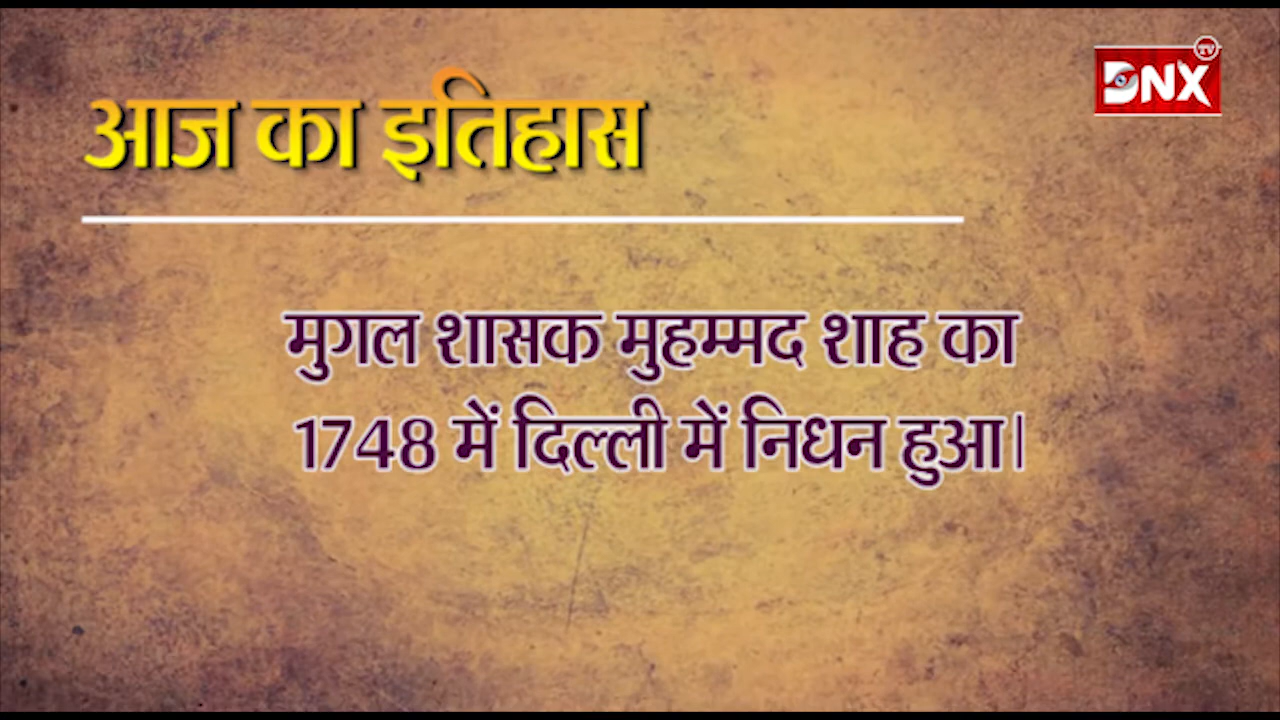 आज का इतिहास
DNX TV
मुगल शासक मुहम्मद शाह का
1748 में दिल्ली में निधन हुआ।